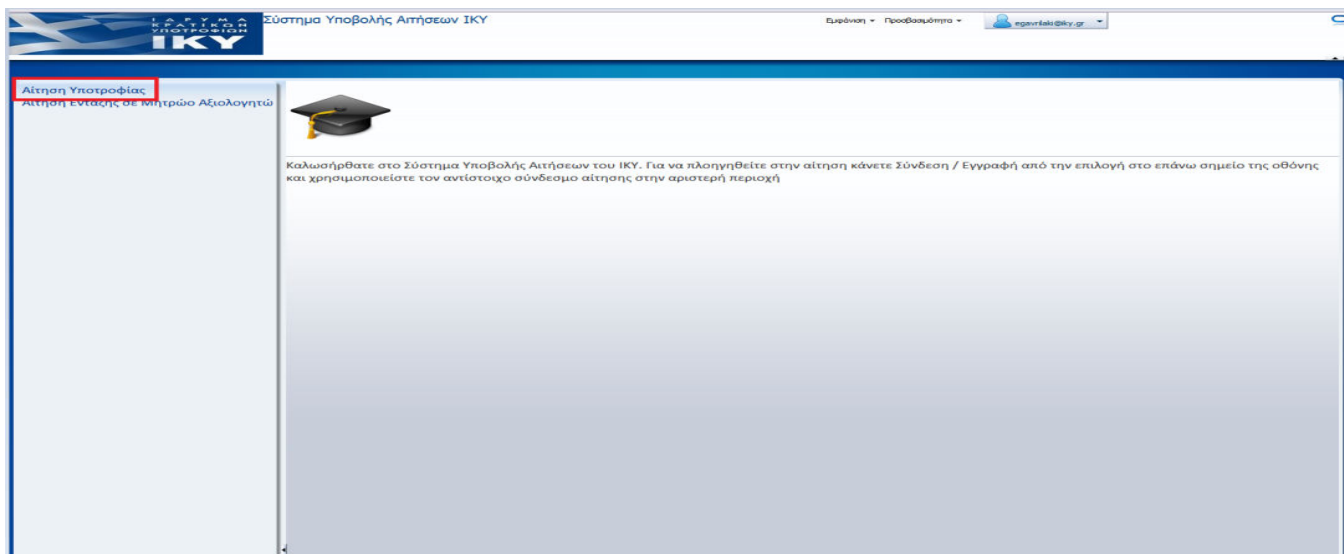 ΙΔΡΥΜΑ
ΚΡΑΤΙΚΩΝ
ΥΠΟΤΡΟΦΙΩΝ
ΙΚΥ
Σύστημα Υποβολής Αιτήσεων ΙΚΥ
Εμφάνιση
Προσβασιμότητα
egavrilaki@iky.gr
Αίτηση Υποτροφίας
Αίτηση Ένταξης σε Μητρώο Αξιολογητώ
Καλωσήρθατε στο Σύστημα Υποβολής Αιτήσεων του ΙΚΥ. Για να πλοηγηθείτε στην αίτηση κάνετε Σύνδεση / Εγγραφή από την επιλογή στο επάνω σημείο της οθόνης
και χρησιμοποιείστε τον αντίστοιχο σύνδεσμο αίτησης στην αριστερή περιοχή